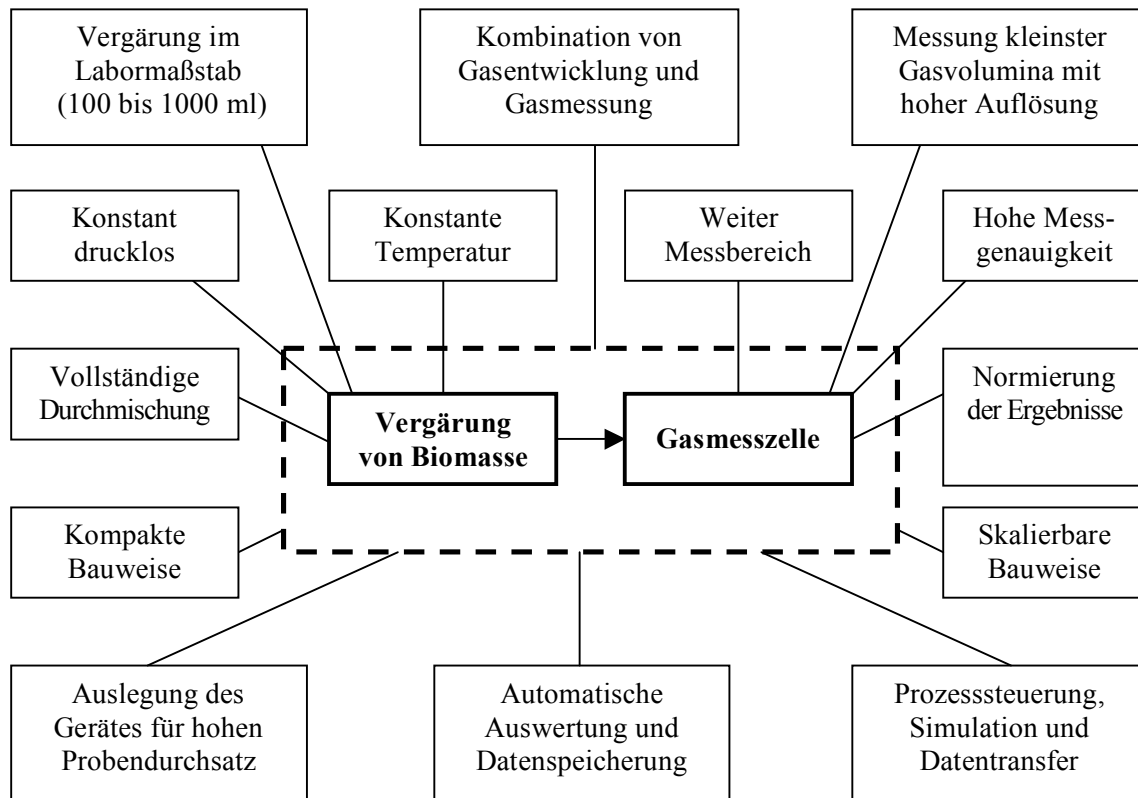 Vergärung im
Labormaßstab
(100 bis 1000 ml)
Kombination von
Gasentwicklung und
Gasmessung
Messung kleinster
Gasvolumina mit
hoher Auflösung
Konstant
drucklos
Konstante
Temperatur
Weiter
Messbereich
Hohe Mess-
genauigkeit
Vollständige
Durchmischung
Vergärung
von Biomasse
Gasmesszelle
Normierung
der Ergebnisse
Kompakte
Bauweise
Skalierbare
Bauweise
Auslegung des
Gerätes für hohen
Probendurchsatz
Automatische
Auswertung und
Datenspeicherung
Prozesssteuerung,
Simulation und
Datentransfer